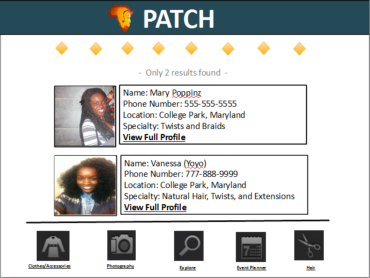 PATCH
- Only 2 results found -
Name: Mary Poppinz
Phone Number: 555-555-5555
Location: College Park, Maryland
Specialty: Twists and Braids
View Full Profile
Name: Vanessa (Yoyo)
Phone Number: 777-888-9999
Location: College Park, Maryland
Specialty: Natural Hair, Twists, and Extensions
View Full Profile
7
Clothes/Accessories Photography Explore Event Planner Hair